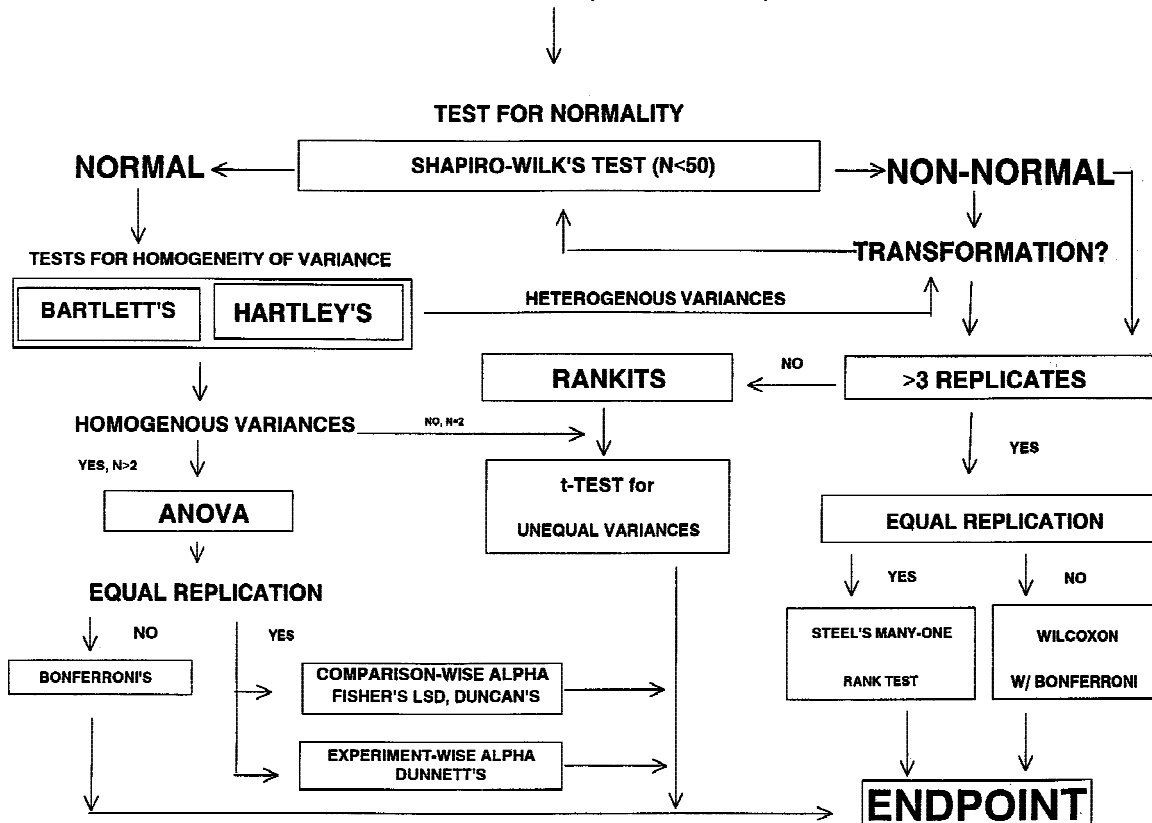 TEST FOR NORMALITY
SHAPIRO-WILK'S TEST (N<50)
NORMAL
NON-NORMAL
TRANSFORMATION?
TESTS FOR HOMOGENEITY OF VARIANCE
BARTLETT'S
HARTLEY'S
HETEROGENOUS VARIANCES
RANKITS
NO
>3 REPLICATES
HOMOGENOUS VARIANCES
NO, N=2
YES
YES, N>2
t-TEST for
UNEQUAL VARIANCES
ANOVA
EQUAL REPLICATION
EQUAL REPLICATION
YES
NO
NO
YES
STEEL'S MANY-ONE
RANK TEST
WILCOXON
W/ BONFERRONI
BONFERRONI'S
COMPARISON-WISE ALPHA
FISHER'S LSD, DUNCAN'S
EXPERIMENT-WISE ALPHA
DUNNETT'S
ENDPOINT